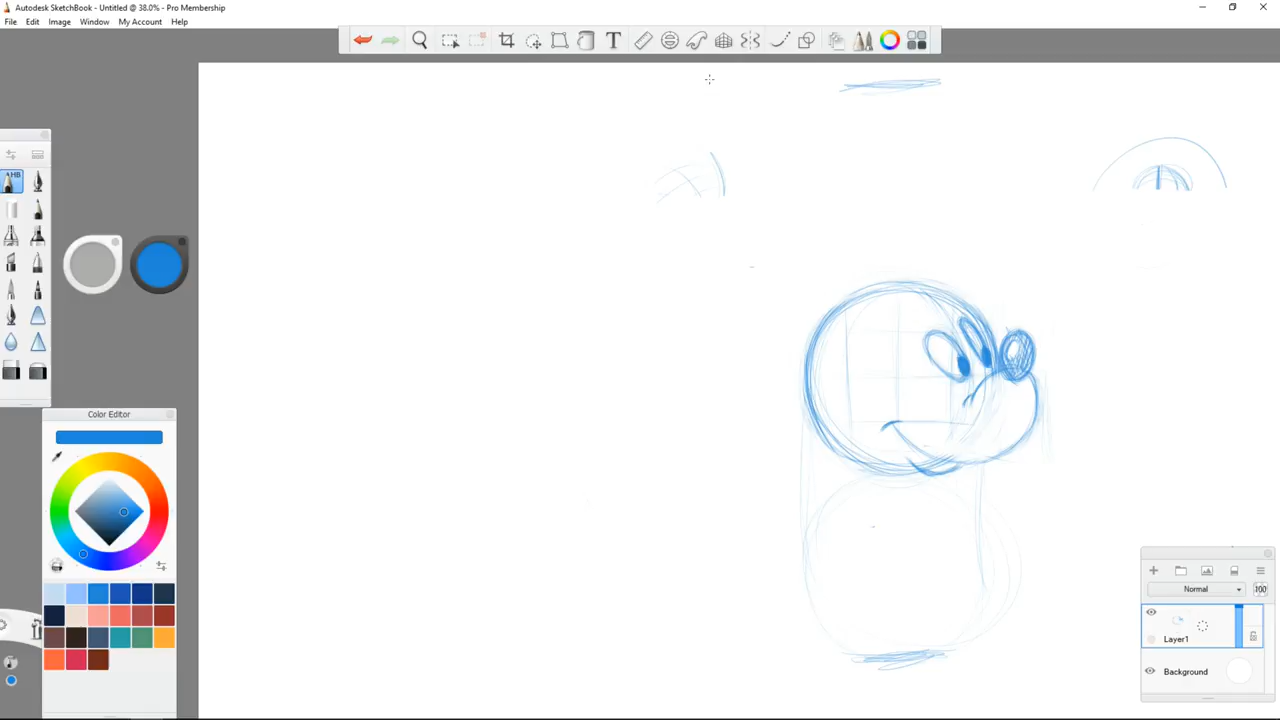 Autodesk SketchBook - Untitled @ 38.0% - Pro Membership
File Edit Image Window My Account Help
T
HB
Color Editor
Normal 100
Layer1
Background